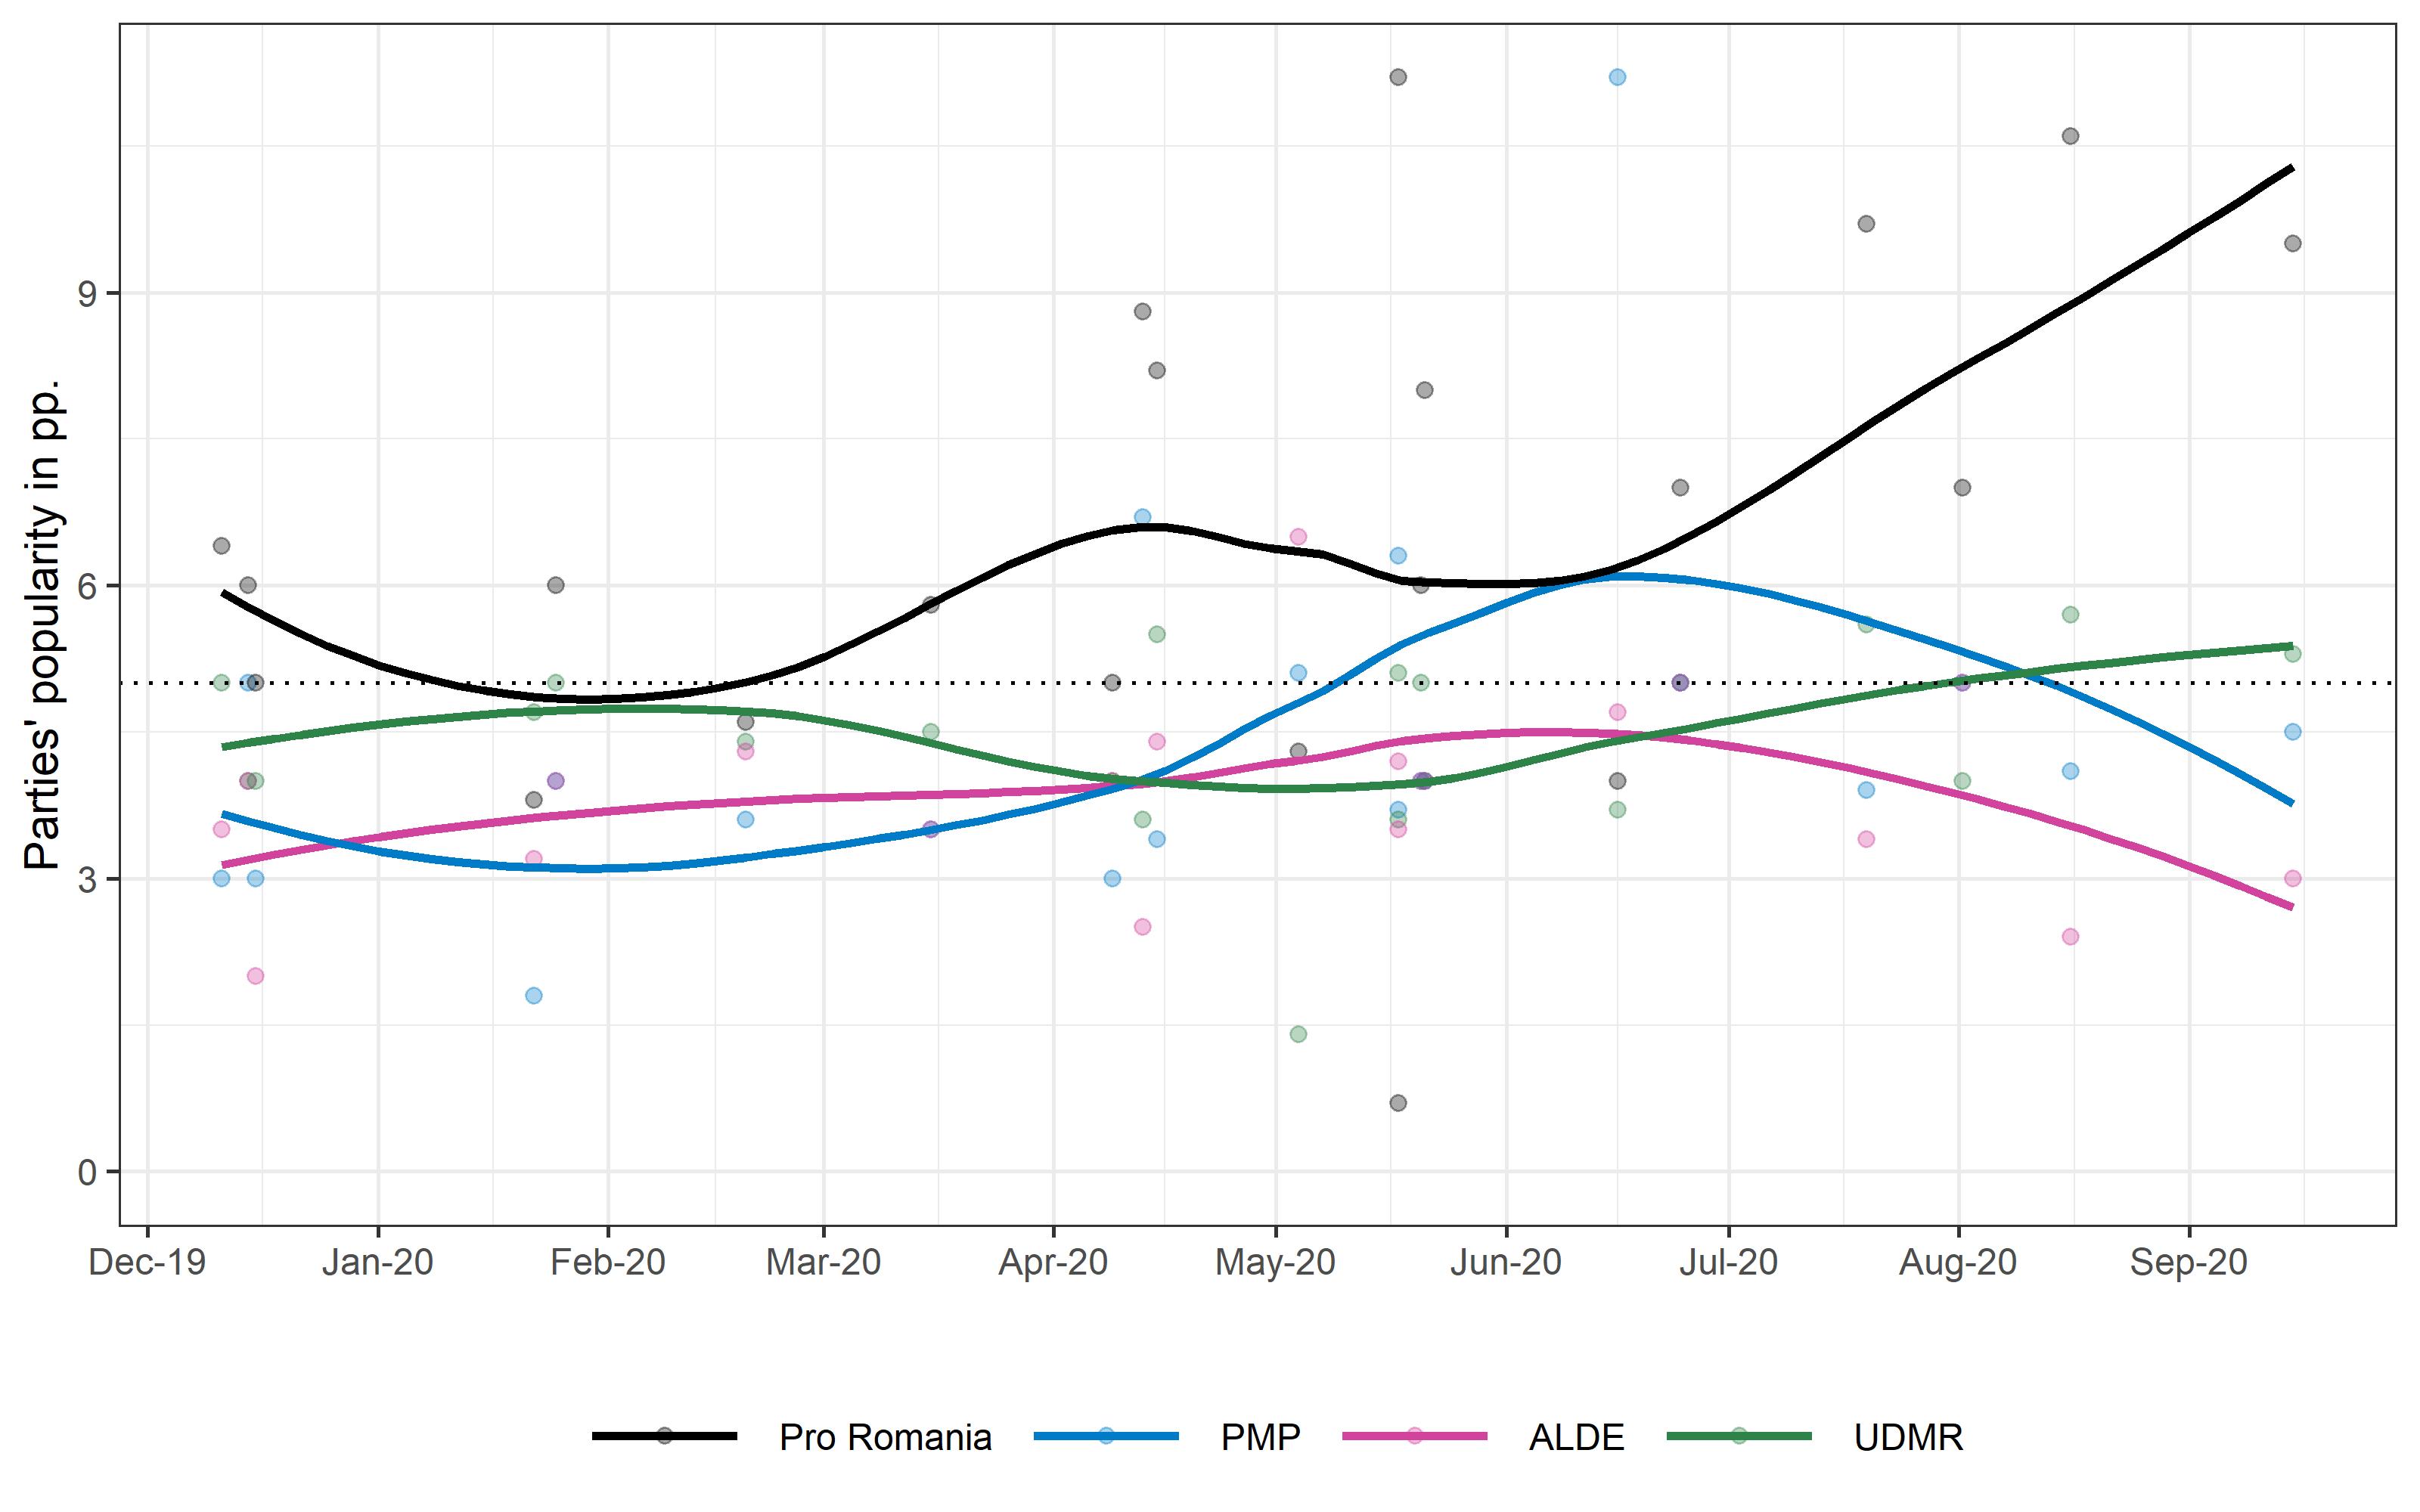 Parties' popularity in pp.
9
6
3
0
Dec-19 Jan-20 Feb-20 Mar-20 Apr-20 May-20 Jun-20 Jul-20 Aug-20 Sep-20
Pro Romania PMP ALDE UDMR